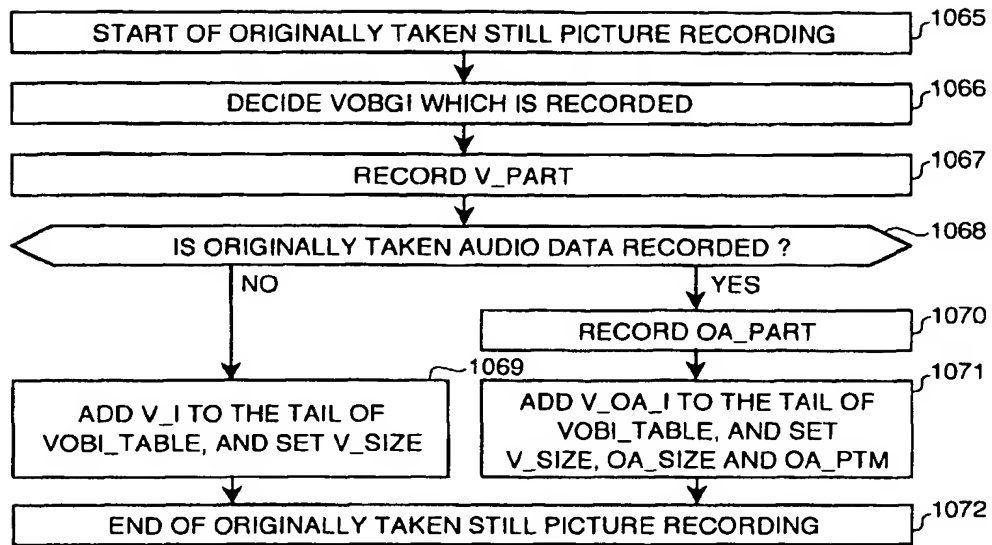 START OF ORIGINALLY TAKEN STILL PICTURE RECORDING
1065
DECIDE VOBGI WHICH IS RECORDED
1066
RECORD V_PART
1067
IS ORIGINALLY TAKEN AUDIO DATA RECORDED ?
1068
NO
YES
RECORD OA_PART
1070
1069
1071
ADD V_I TO THE TAIL OF
VOBI_TABLE, AND SET V_SIZE
ADD V_OA_I TO THE TAIL OF
VOBI_TABLE, AND SET
V_SIZE, OA_SIZE AND OA_PTM
END OF ORIGINALLY TAKEN STILL PICTURE RECORDING
1072